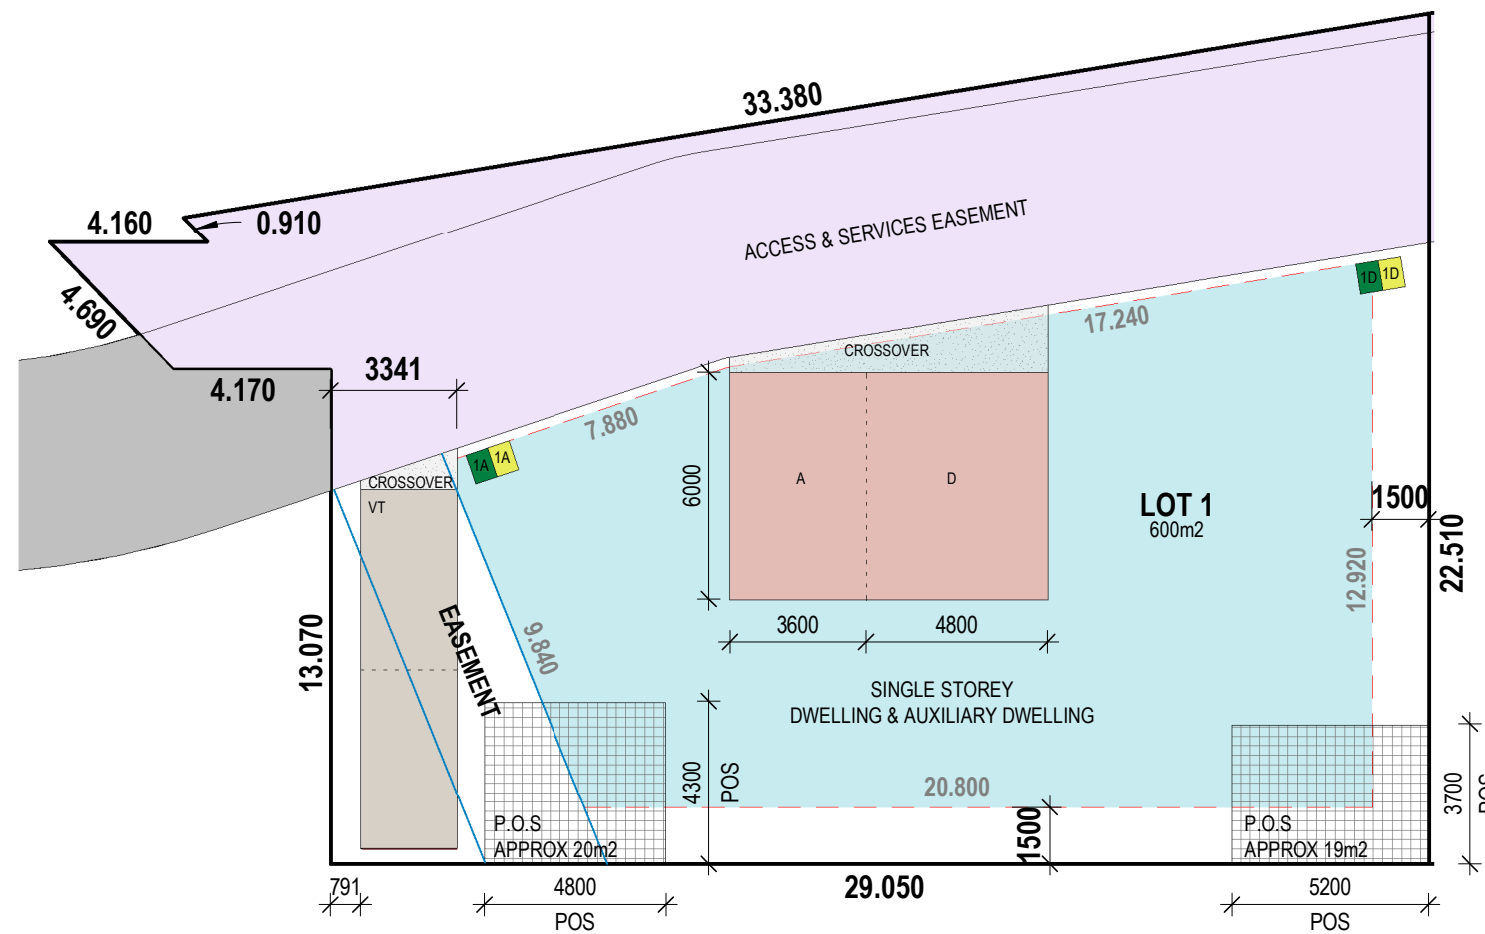 33.380
4.160
0.910
ACCESS & SERVICES EASEMENT
4.690
1D 1D
17.240
CROSSOVER
3341
4.170
7.880
1A 1A
CROSSOVER
VT
6000
A
D
LOT 1
600m2
1500
22.510
12.920
EASEMENT
9.840
13.070
3600
4800
SINGLE STOREY
DWELLING & AUXILIARY DWELLING
4300
POS
20.800
1500
3700
POS
P.O.S
APPROX 20m2
P.O.S
APPROX 19m2
791
4800
POS
29.050
5200
POS